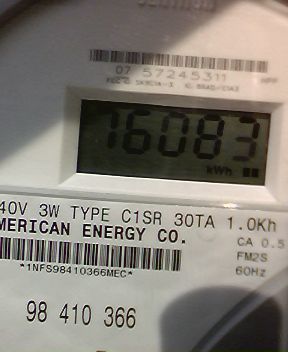 07 57245311
16083
kWh
40V 3W TYPE C1SR 30TA 1.0Kh
MERICAN ENERGY CO.
CA 0.5
*1NFS98410366MEC*
FM2S
60Hz
98 410 366